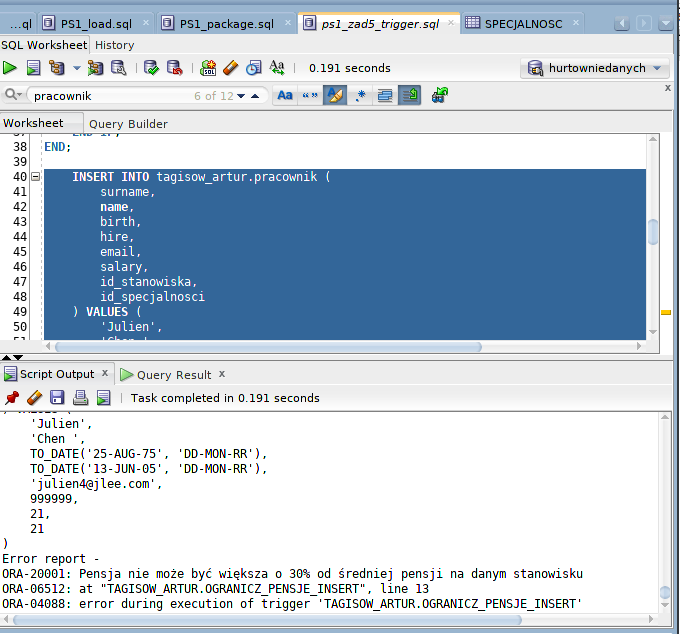 ...ql PS1_load.sql PS1_package.sql ps1_zad5_trigger.sql SPECJALNOSC
SQL Worksheet History
0.191 seconds hurtowniedanych
pracownik 6 of 12 Aa “” .*
Worksheet Query Builder
38 END;
39
40 INSERT INTO tagisow_artur.pracownik (
41 surname,
42 name,
43 birth,
44 hire,
45 email,
46 salary,
47 id_stanowiska,
48 id_specjalnosci
49 ) VALUES (
50 'Julien',
Script Output x Query Result x
Task completed in 0.191 seconds
) VALUES (
'Julien',
'Chen ',
TO_DATE('25-AUG-75', 'DD-MON-RR'),
TO_DATE('13-JUN-05', 'DD-MON-RR'),
'julien4@jlee.com',
999999,
21,
21
)
Error report -
ORA-20001: Pensja nie może być większa o 30% od średniej pensji na danym stanowisku
ORA-06512: at "TAGISOW_ARTUR.OGRANICZ_PENSJE_INSERT", line 13
ORA-04088: error during execution of trigger 'TAGISOW_ARTUR.OGRANICZ_PENSJE_INSERT'